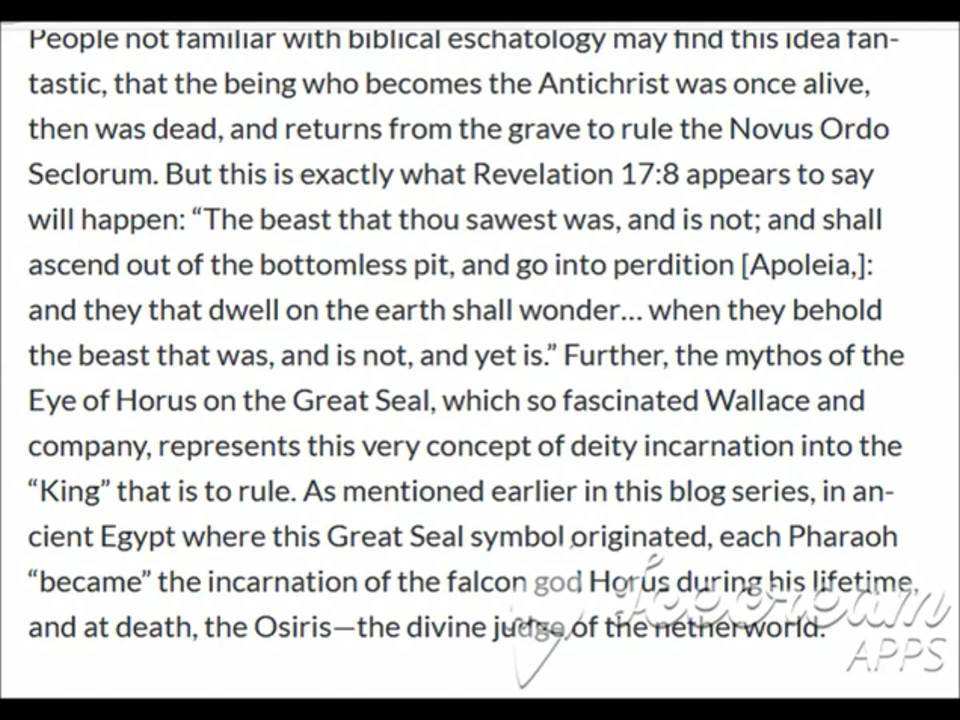 People not familiar with biblical eschatology may find this idea fan-
tastic, that the being who becomes the Antichrist was once alive,
then was dead, and returns from the grave to rule the Novus Ordo
Seclorum. But this is exactly what Revelation 17:8 appears to say
will happen: “The beast that thou sawest was, and is not; and shall
ascend out of the bottomless pit, and go into perdition [Apoleia,]:
and they that dwell on the earth shall wonder… when they behold
the beast that was, and is not, and yet is.” Further, the mythos of the
Eye of Horus on the Great Seal, which so fascinated Wallace and
company, represents this very concept of deity incarnation into the
“King” that is to rule. As mentioned earlier in this blog series, in an-
cient Egypt where this Great Seal symbol originated, each Pharaoh
“became” the incarnation of the falcon god Horus during his lifetime,
and at death, the Osiris—the divine judge of the netherworld.
Icecream
APPS